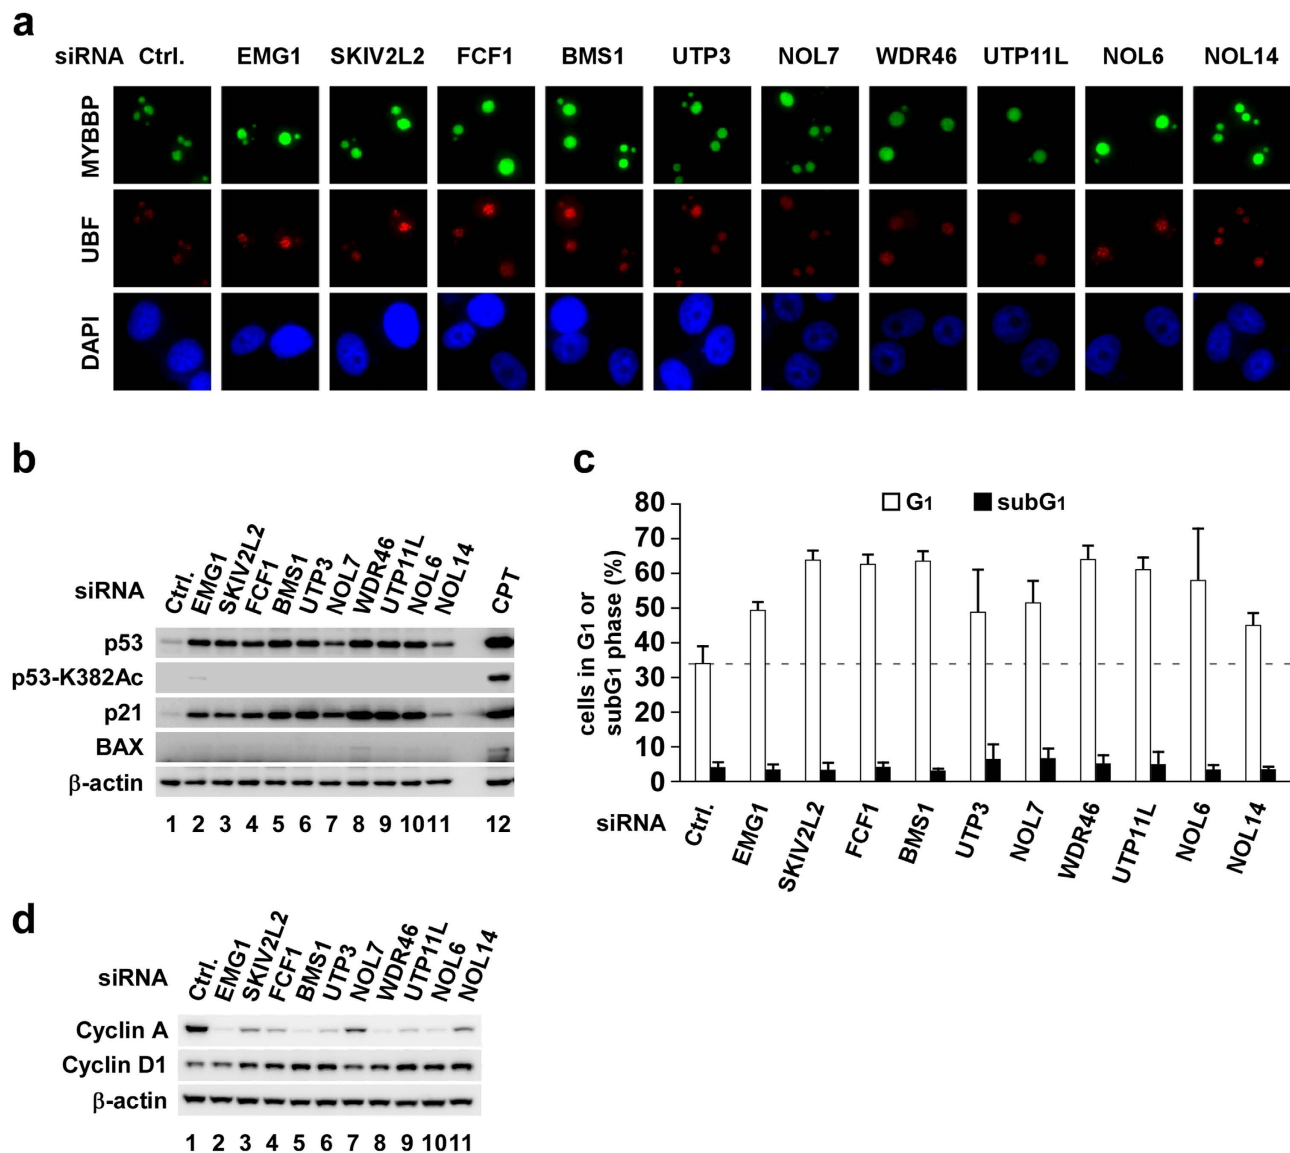 a
siRNA Ctrl. EMG1 SKIV2L2 FCF1 BMS1 UTP3 NOL7 WDR46 UTP11L NOL6 NOL14
MYBBP
UBF
DAPI
b
siRNA Ctrl. EMG1 SKIV2L2 FCF1 BMS1 UTP3 NOL7 WDR46 UTP11L NOL6 NOL14 CPT
p53
p53-K382Ac
p21
BAX
β-actin
1 2 3 4 5 6 7 8 9 10 11 12
c
cells in G1 or
subG1 phase (%)
80
70
60
50
40
30
20
10
0
G1 subG1
siRNA Ctrl. EMG1 SKIV2L2 FCF1 BMS1 UTP3 NOL7 WDR46 UTP11L NOL6 NOL14
d
siRNA Ctrl. EMG1 SKIV2L2 FCF1 BMS1 UTP3 NOL7 WDR46 UTP11L NOL6 NOL14
Cyclin A
Cyclin D1
β-actin
1 2 3 4 5 6 7 8 9 10 11